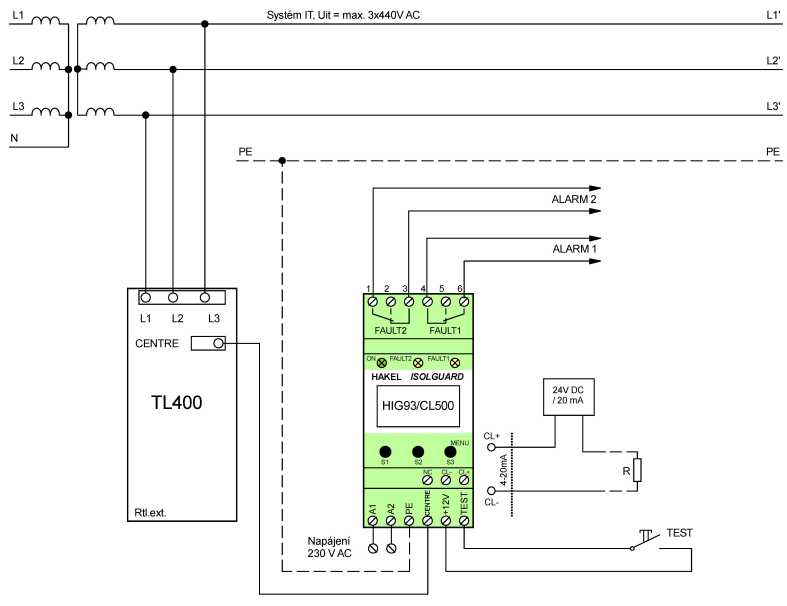 L1 Systém IT, Uit = max. 3x440V AC L1'
L2 L2'
L3 L3'
N
PE PE
ALARM 2
ALARM 1
1 2 3 4 5 6
FAULT2 FAULT1
L1 L2 L3
CENTRE
TL400
Rtl.ext.
ON FAULT2 FAULT1
HAKEL ISOLGUARD
HIG93/CL500
MENU
S1 S2 S3
NC CL- CL+
A1 A2 PE CENTRE +12V TEST
24V DC
/ 20 mA
CL+
4-20mA
R
CL-
TEST
Napájení
230 V AC